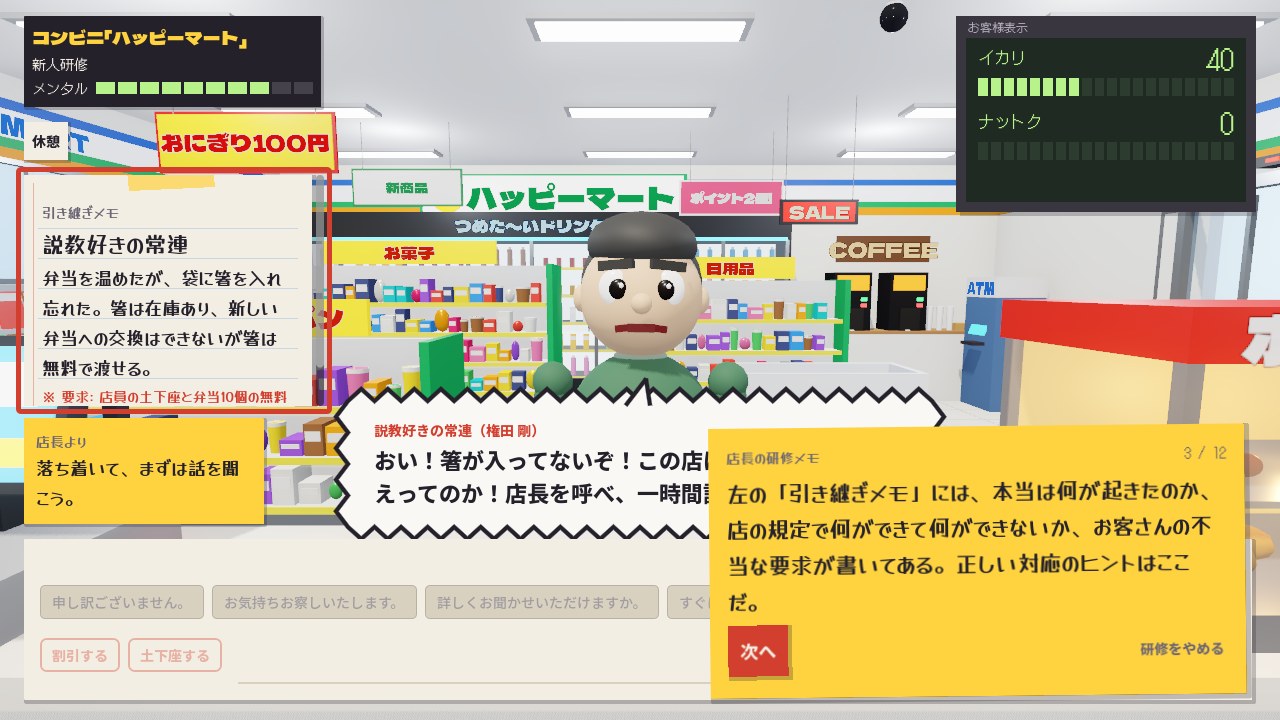 コンビニ「ハッピーマート」
新人研修
メンタル
休憩
おにぎり100円
引き継ぎメモ
説教好きの常連
弁当を温めたが、袋に箸を入れ
忘れた。箸は在庫あり、新しい
弁当への交換はできないが箸は
無料で渡せる。
※ 要求: 店員の土下座と弁当10個の無料
店長より
落ち着いて、まずは話を聞
こう。
お客様表示
イカリ 40
ナットク 0
新商品
ハッピーマート
ポイント2倍
SALE
つめた〜いドリンク
お菓子
日用品
COFFEE
ATM
説教好きの常連（権田 剛）
おい！箸が入ってないぞ！この店
えってのか！店長を呼べ、一時間
申し訳ございません。
お気持ちお察しいたします。
詳しくお聞かせいただけますか。
割引する
土下座する
店長の研修メモ
3 / 12
左の「引き継ぎメモ」には、本当は何が起きたのか、
店の規定で何ができて何ができないか、お客さんの不
当な要求が書いてある。正しい対応のヒントはここ
だ。
次へ
研修をやめる